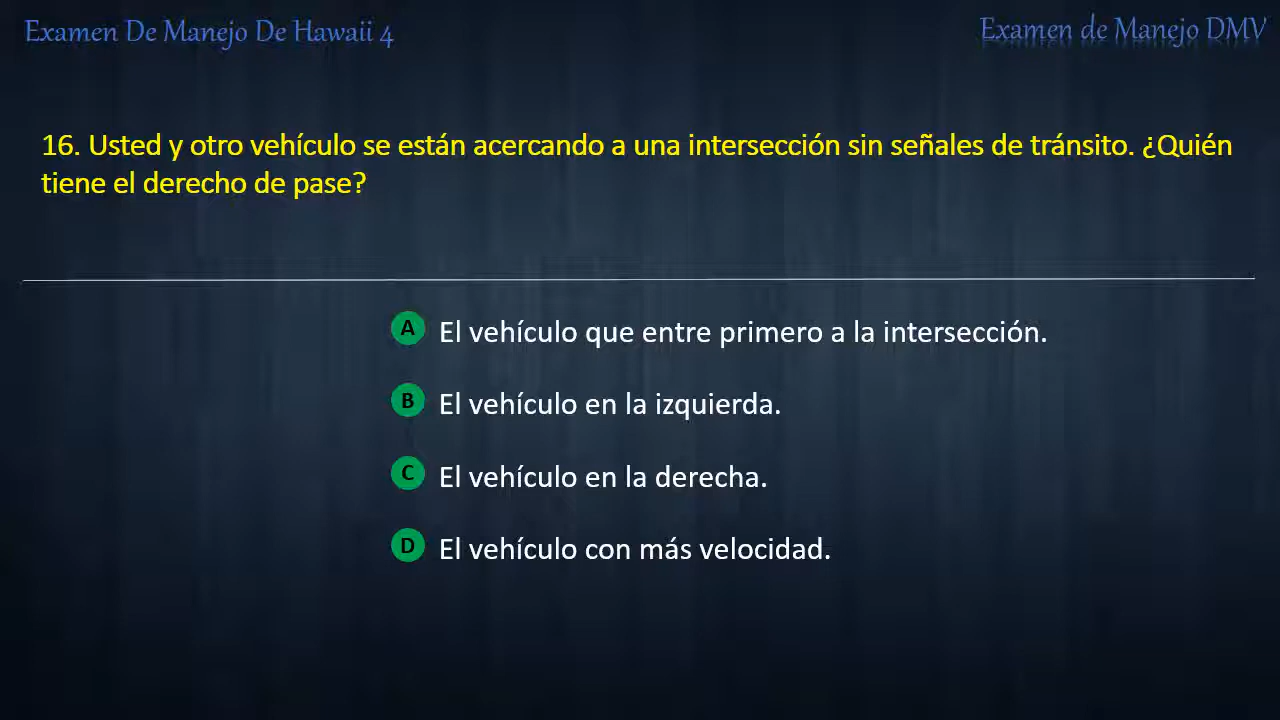 Examen De Manejo De Hawaii 4
Examen de Manejo DMV
16. Usted y otro vehículo se están acercando a una intersección sin señales de tránsito. ¿Quién
tiene el derecho de pase?
A El vehículo que entre primero a la intersección.
B El vehículo en la izquierda.
C El vehículo en la derecha.
D El vehículo con más velocidad.